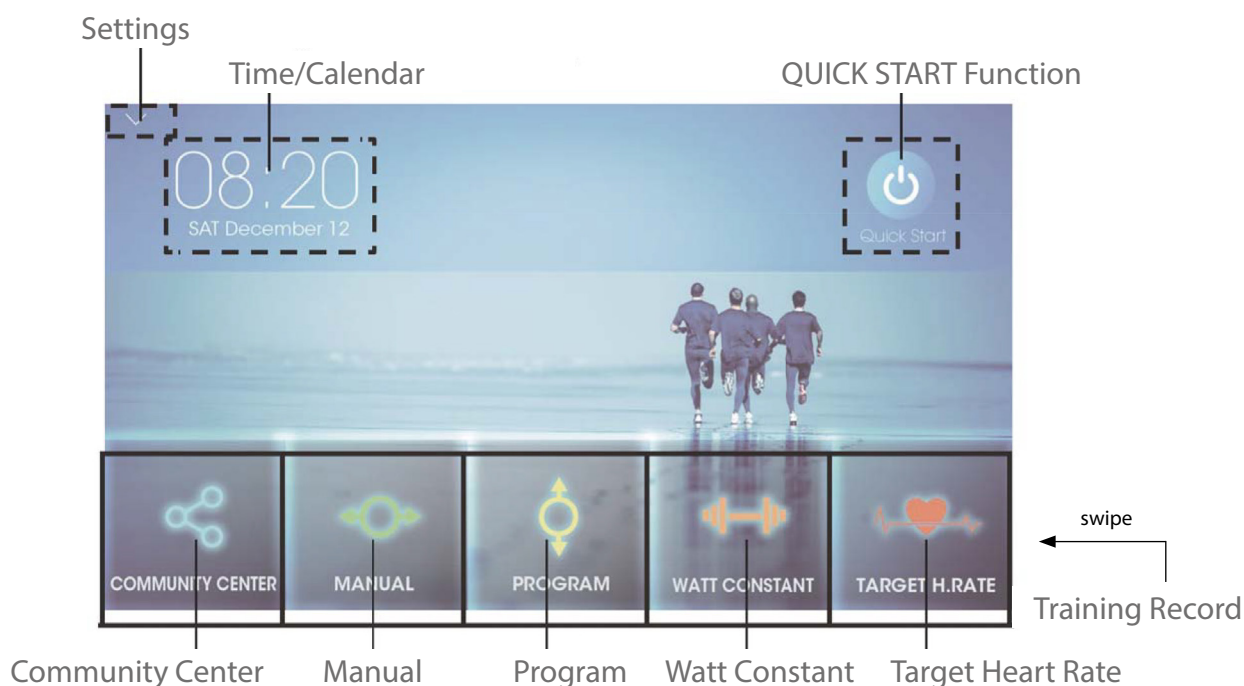 Settings
Time/Calendar
QUICK START Function
08:20
SAT December 12
Quick Start
COMMUNITY CENTER
MANUAL
PROGRAM
WATT CONSTANT
TARGET H.RATE
swipe
Training Record
Community Center
Manual
Program
Watt Constant
Target Heart Rate